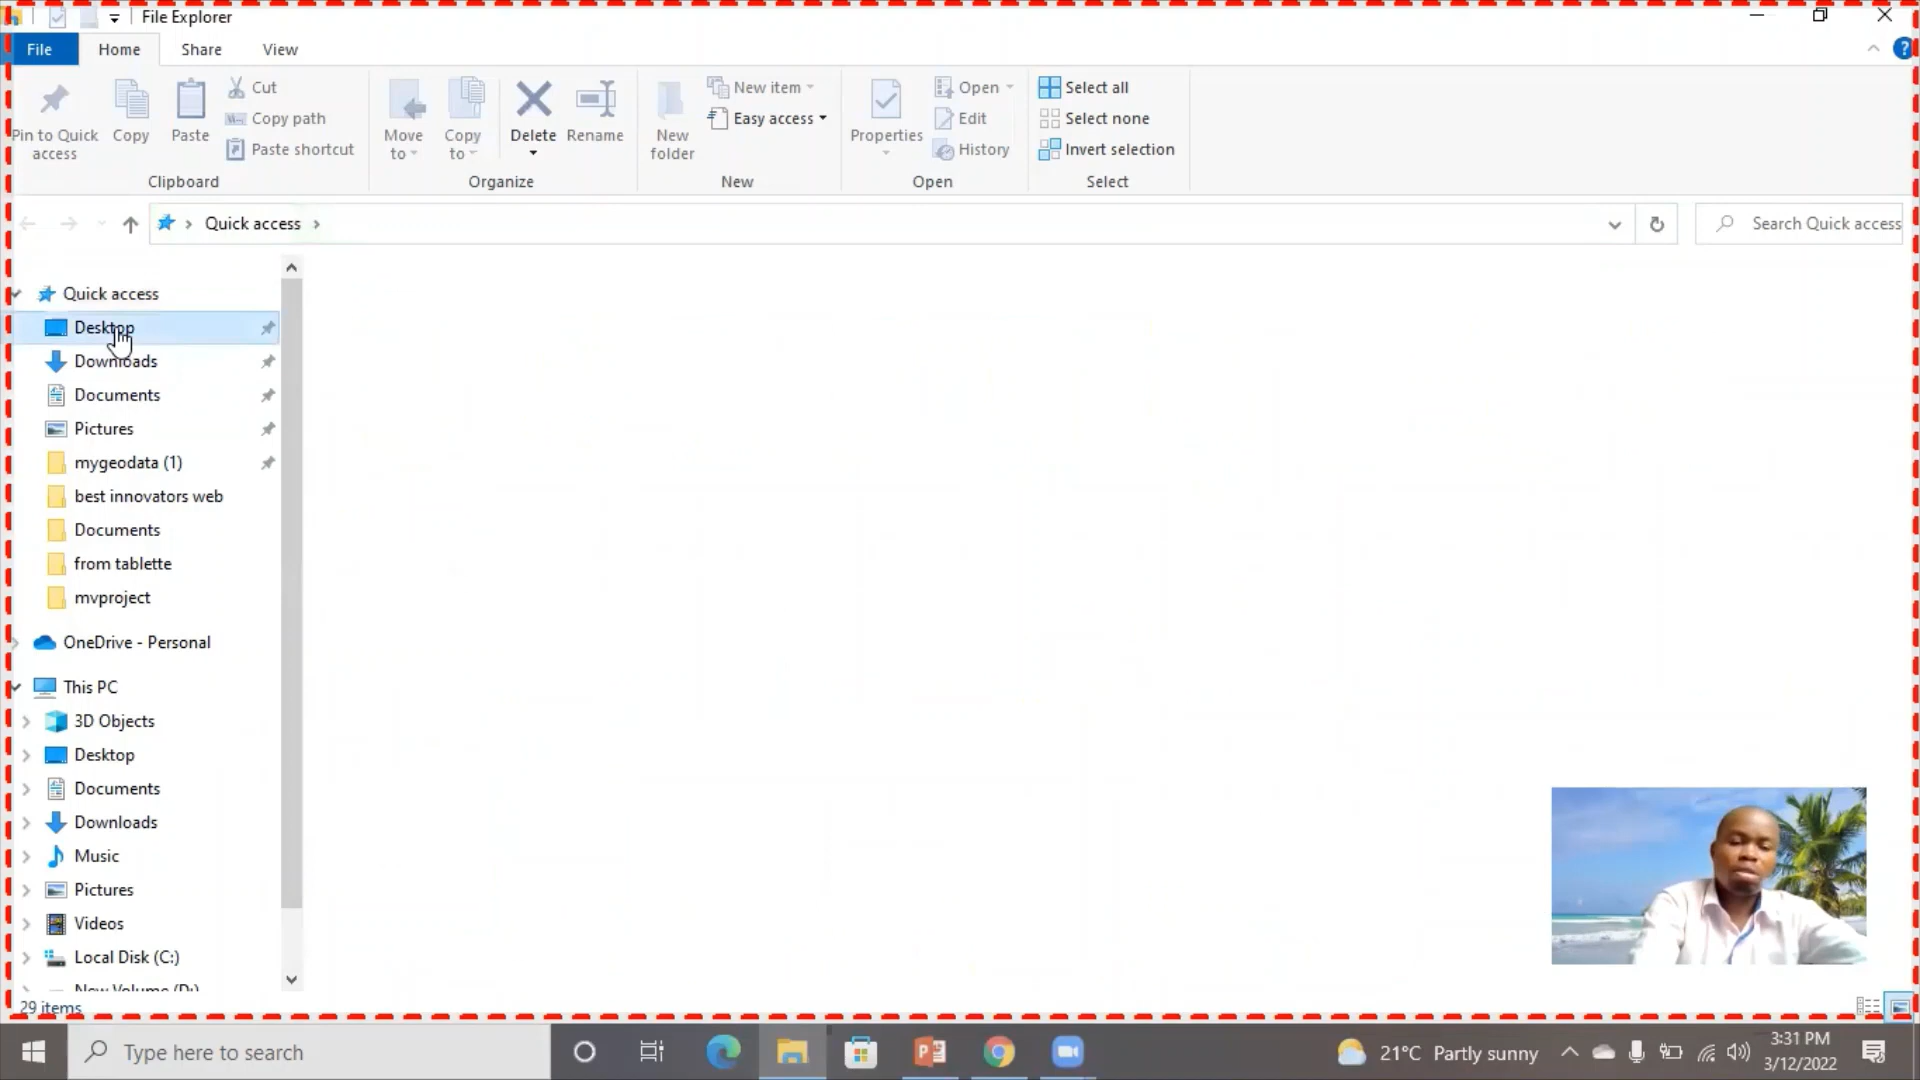 File Explorer
File Home Share View
Pin to Quick access
Copy
Paste
Cut
Copy path
Paste shortcut
Clipboard
Move to
Copy to
Delete
Rename
Organize
New folder
New item
Easy access
New
Properties
Open
Edit
History
Open
Select all
Select none
Invert selection
Select
Quick access
Search Quick access
Quick access
Desktop
Downloads
Documents
Pictures
mygeodata (1)
best innovators web
Documents
from tablette
mvproject
OneDrive - Personal
This PC
3D Objects
Desktop
Documents
Downloads
Music
Pictures
Videos
Local Disk (C:)
New Volume (D:)
29 items
Type here to search
21°C Partly sunny
3:31 PM
3/12/2022